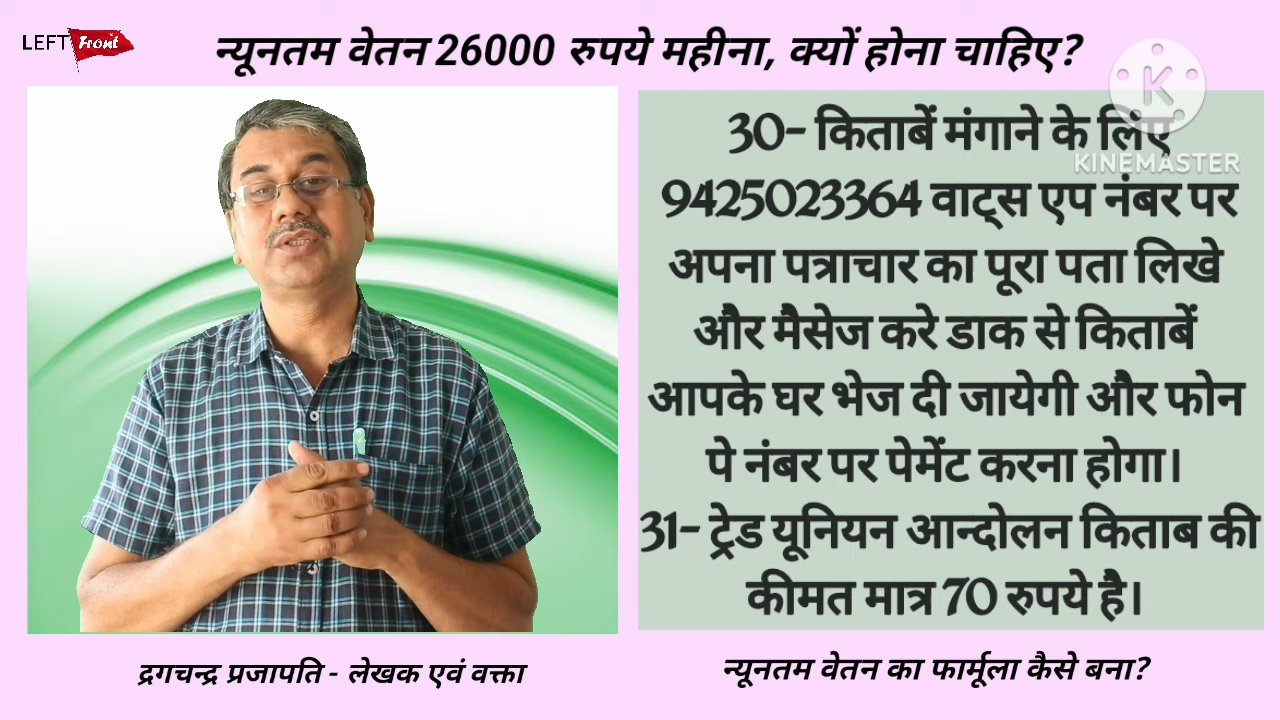 LEFT Front
न्यूनतम वेतन 26000 रुपये महीना, क्यों होना चाहिए?
30- किताबें मंगाने के लिए
9425023364 वाट्स एप नंबर पर
अपना पत्राचार का पूरा पता लिखे
और मैसेज करे डाक से किताबें
आपके घर भेज दी जायेगी और फोन
पे नंबर पर पेमेंट करना होगा।
31- ट्रेड यूनियन आन्दोलन किताब की
कीमत मात्र 70 रुपये है।
K
KINEMASTER
द्रगचन्द्र प्रजापति - लेखक एवं वक्ता
न्यूनतम वेतन का फार्मूला कैसे बना?